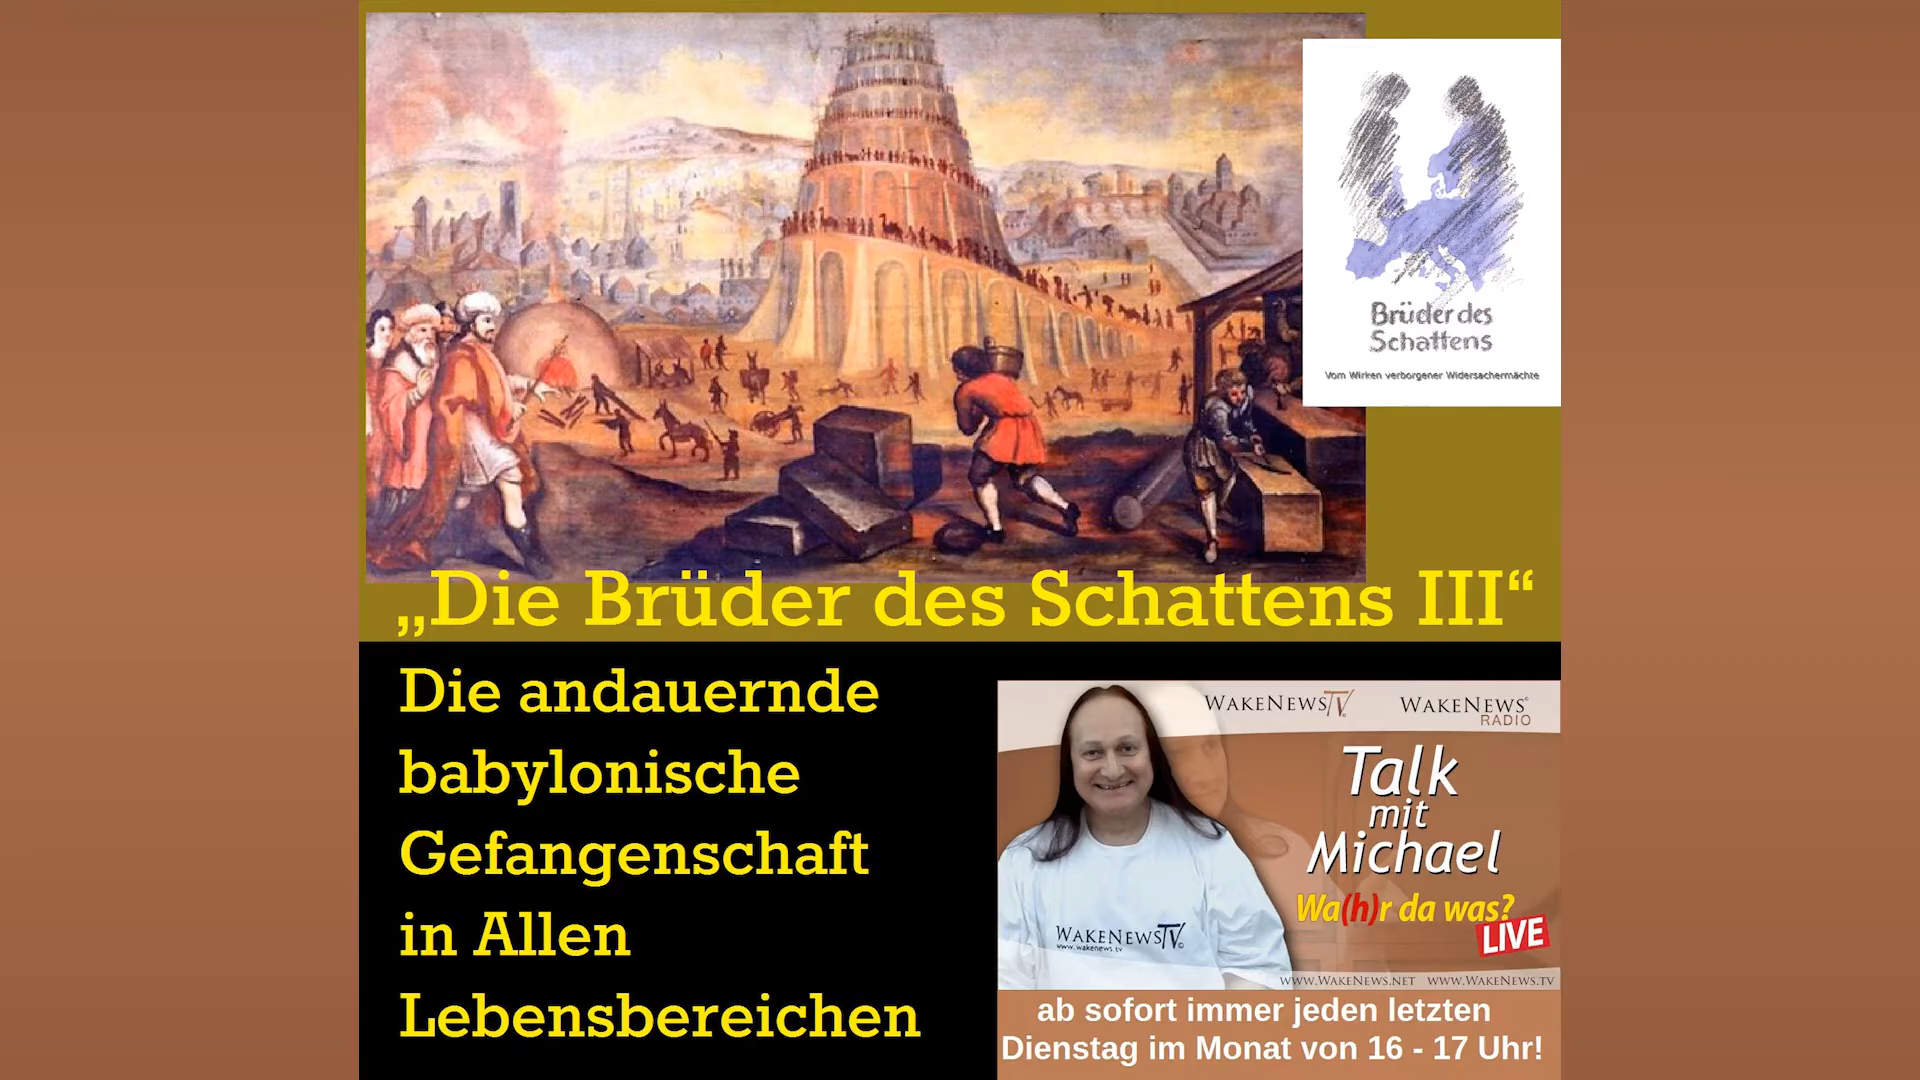 Brüder des
Schattens
Vom Wirken verborgener Widersachermächte
„Die Brüder des Schattens III“
Die andauernde
babylonische
Gefangenschaft
in Allen
Lebensbereichen
WAKENEWS TV
WAKENEWS
RADIO
Talk
mit
Michael
Wa(h)r da was?
LIVE
WAKENEWS TV
www.wakenews.tv
WWW.WAKENEWS.NET WWW.WAKENEWS.TV
ab sofort immer jeden letzten
Dienstag im Monat von 16 - 17 Uhr!